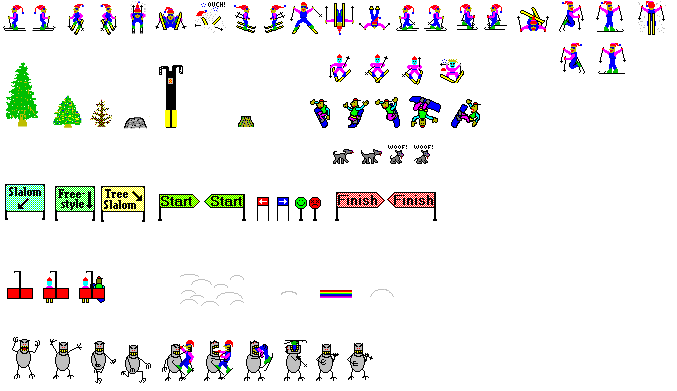 OUCH!
WOOF! WOOF!
Slalom
Free-
style
Tree
Slalom
Start Start
Finish Finish